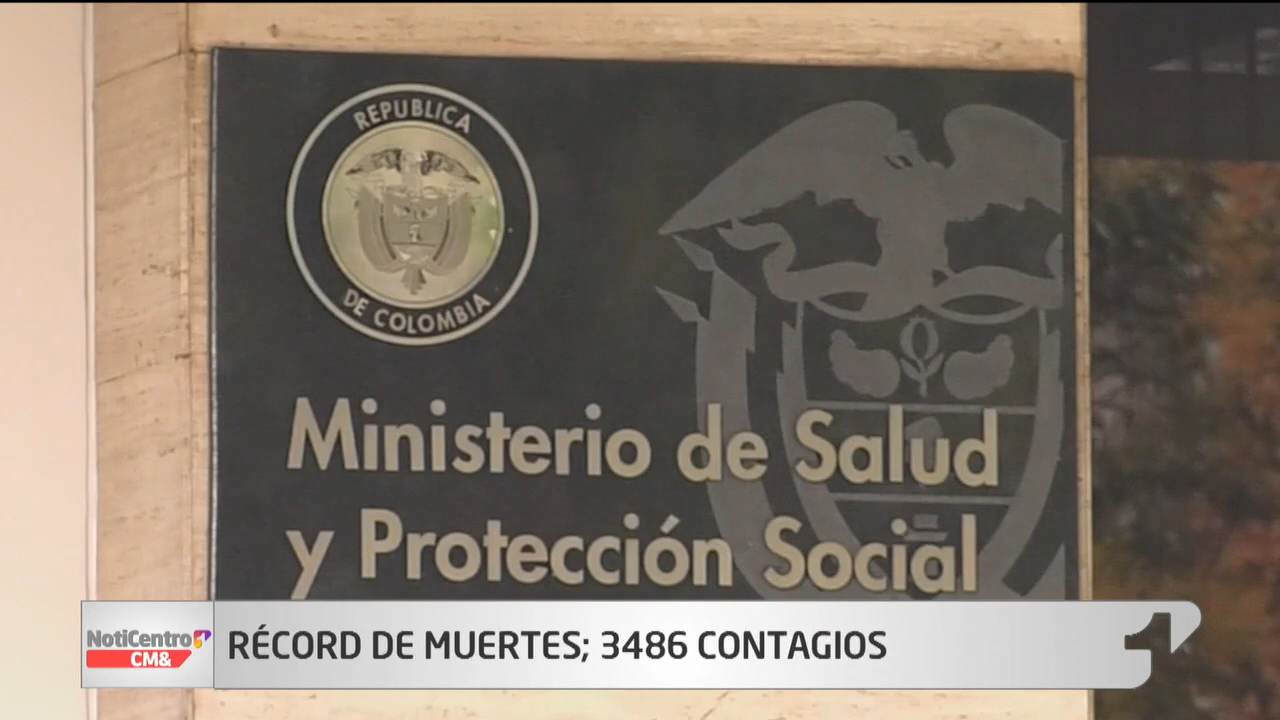 REPUBLICA
DE COLOMBIA
Ministerio de Salud
y Protección Social
NotiCentro
CM&
RÉCORD DE MUERTES; 3486 CONTAGIOS
1